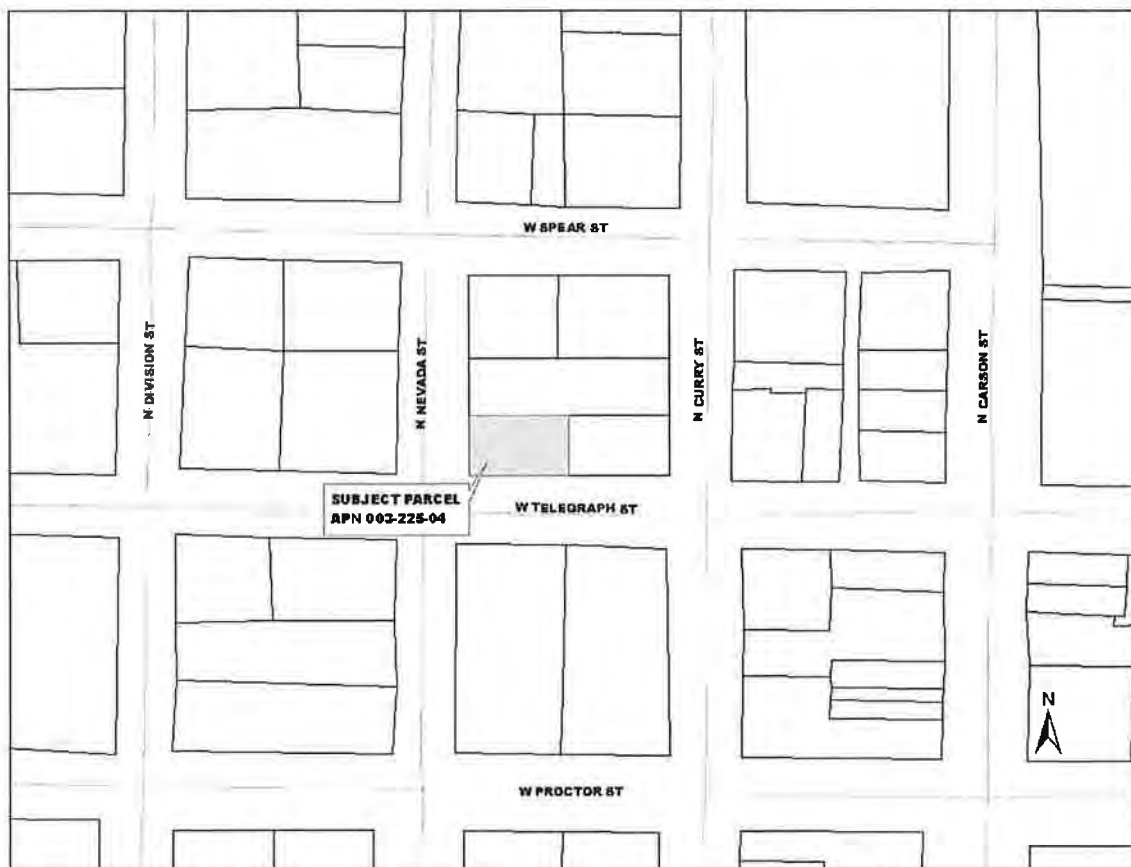 W SPEAR ST
N DIVISION ST
N NEVADA ST
N CURRY ST
N CARSON ST
SUBJECT PARCEL
APN 003-225-04
W TELEGRAPH ST
N
W PROCTOR ST